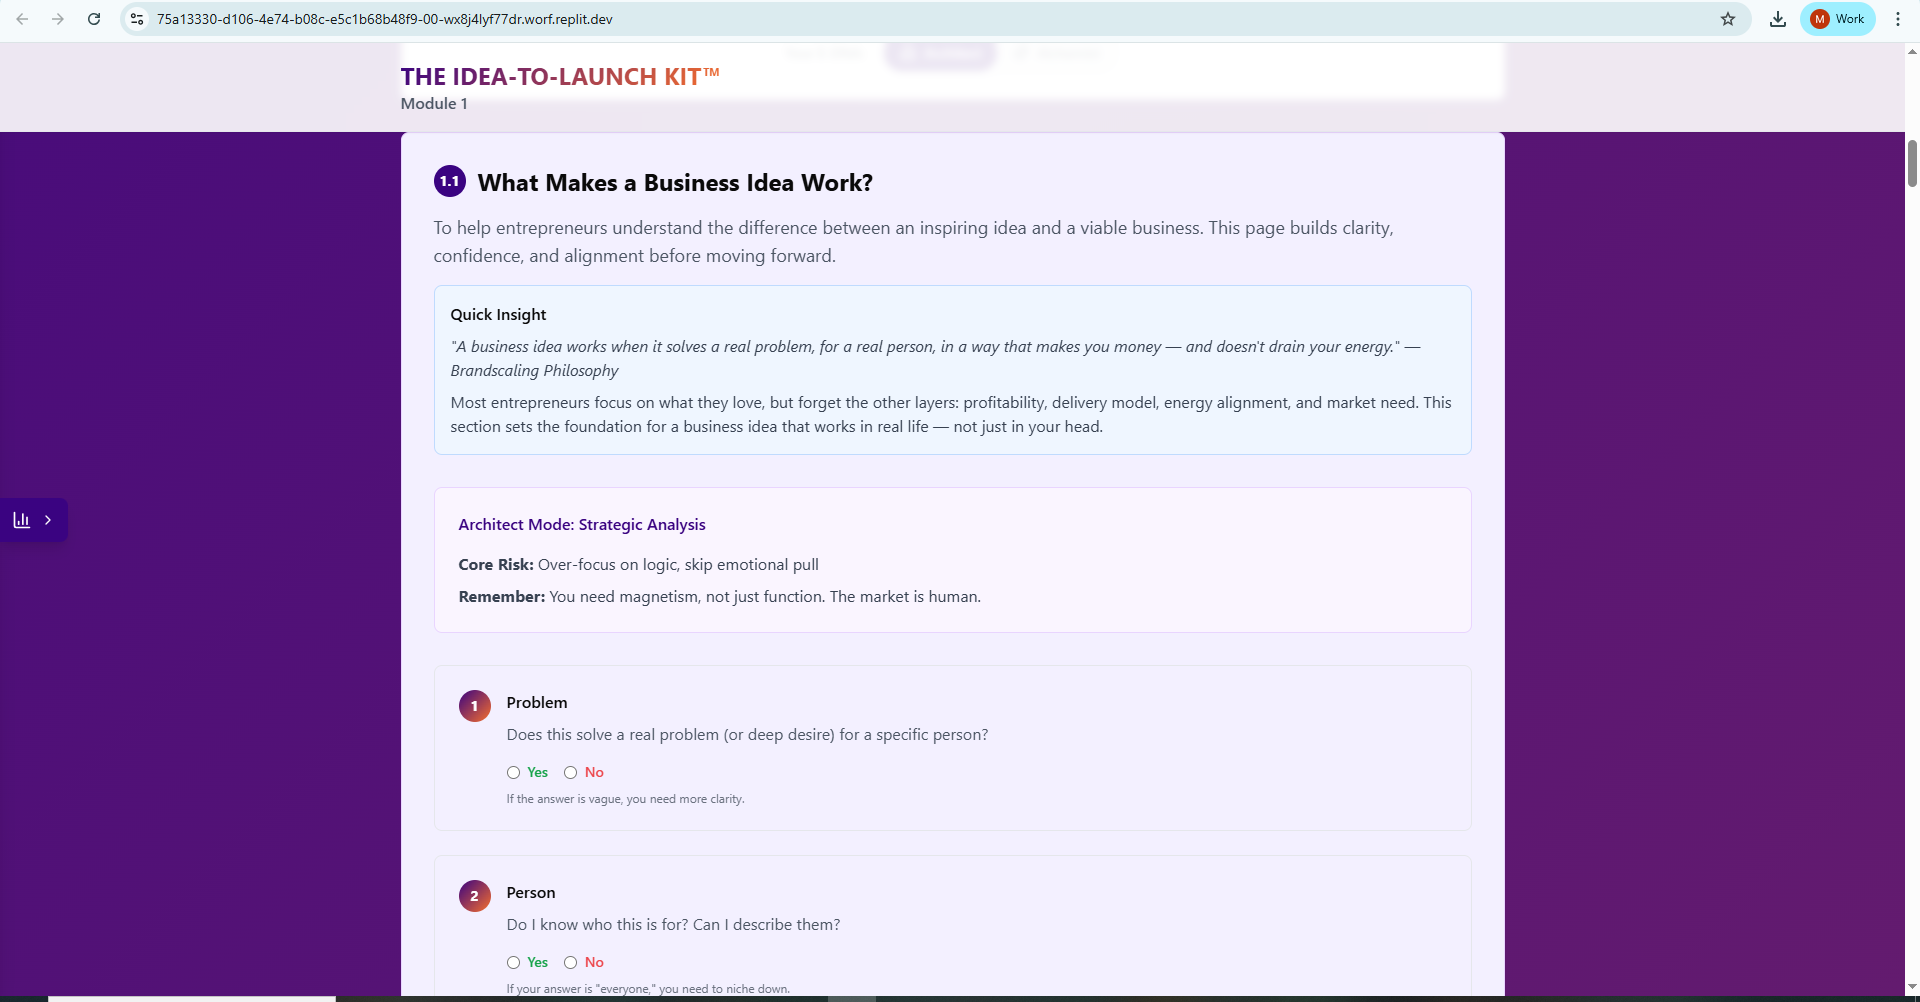 75a13330-d106-4e74-b08c-e5c1b68b48f9-00-wx8j4lyf77dr.worf.replit.dev
M Work
THE IDEA-TO-LAUNCH KIT™
Module 1
1.1 What Makes a Business Idea Work?
To help entrepreneurs understand the difference between an inspiring idea and a viable business. This page builds clarity,
confidence, and alignment before moving forward.
Quick Insight
"A business idea works when it solves a real problem, for a real person, in a way that makes you money — and doesn't drain your energy." —
Brandscaling Philosophy
Most entrepreneurs focus on what they love, but forget the other layers: profitability, delivery model, energy alignment, and market need. This
section sets the foundation for a business idea that works in real life — not just in your head.
Architect Mode: Strategic Analysis
Core Risk: Over-focus on logic, skip emotional pull
Remember: You need magnetism, not just function. The market is human.
1 Problem
Does this solve a real problem (or deep desire) for a specific person?
Yes No
If the answer is vague, you need more clarity.
2 Person
Do I know who this is for? Can I describe them?
Yes No
If your answer is "everyone," you need to niche down.